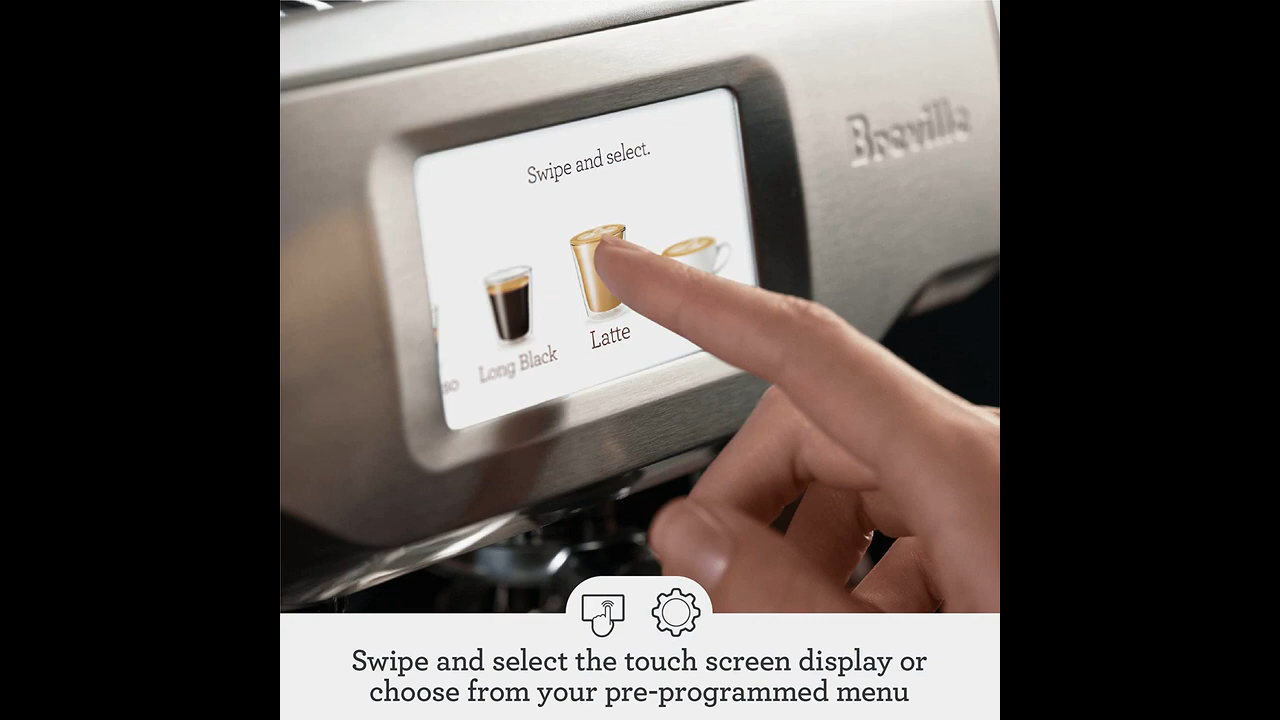 Breville
Swipe and select.
Long Black
Latte
Swipe and select the touch screen display or
choose from your pre-programmed menu